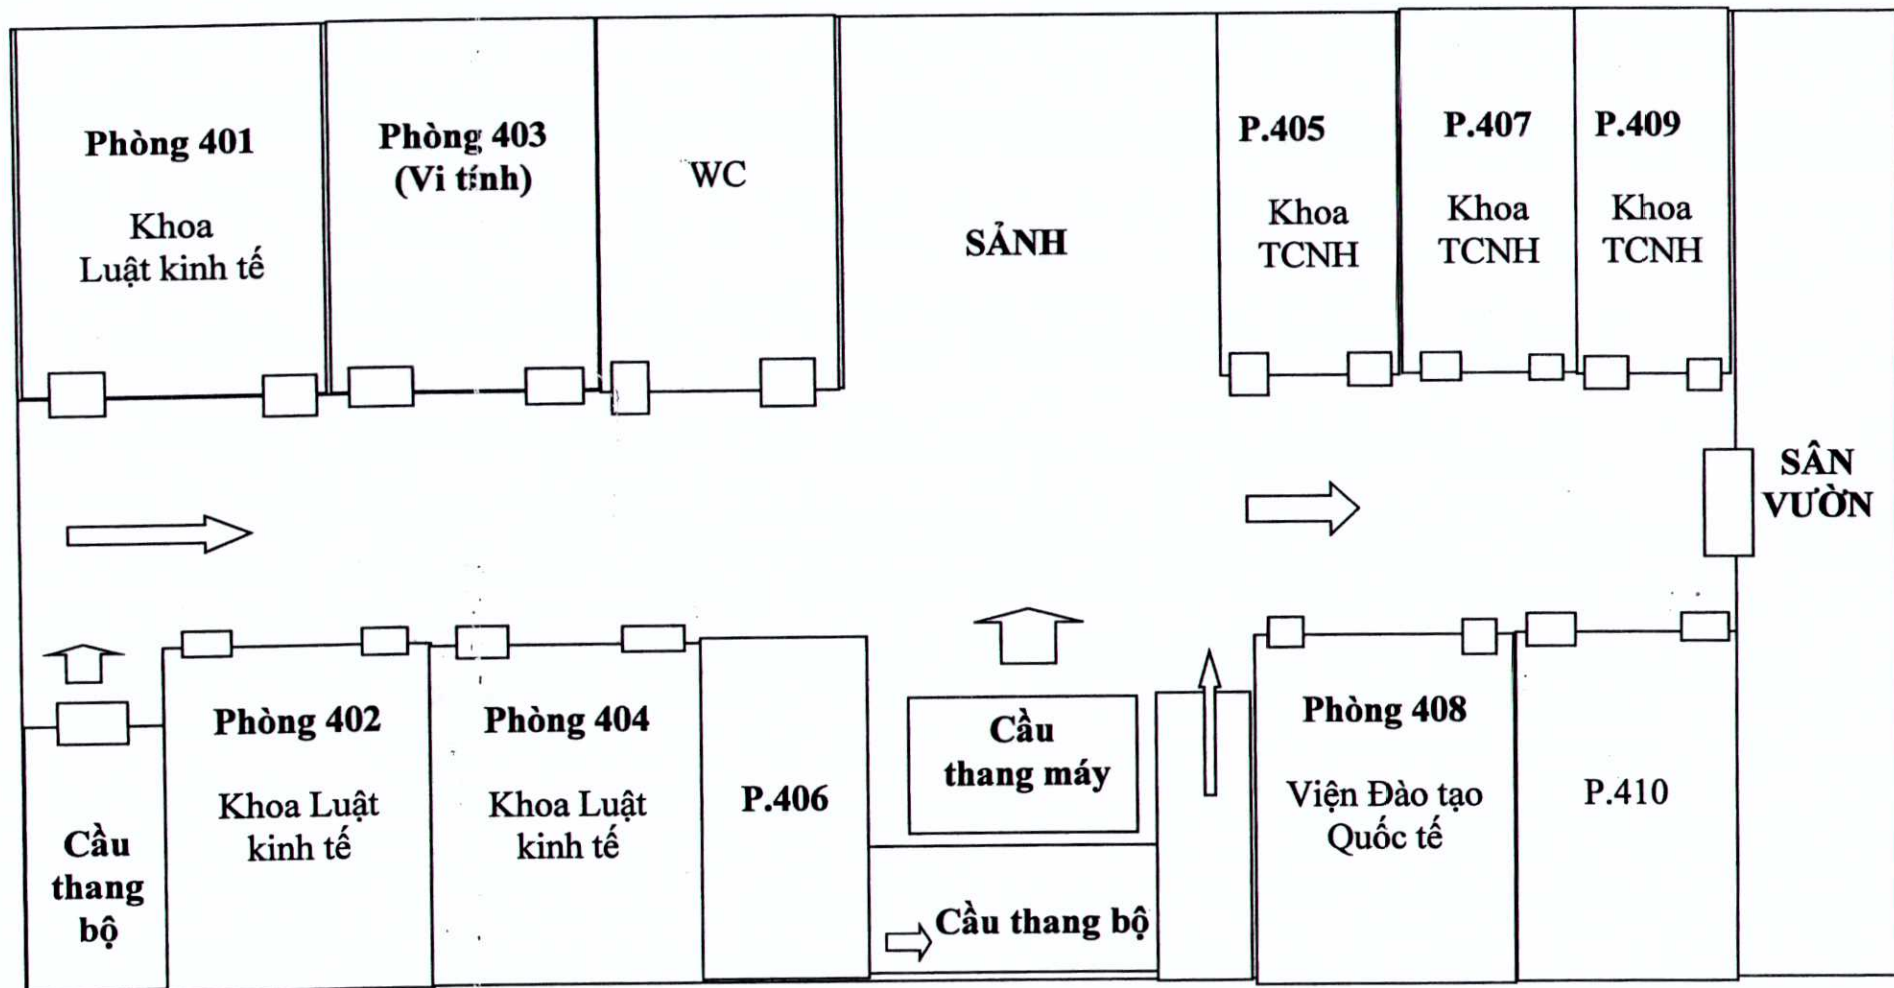 Phòng 401
Khoa
Luật kinh tế
Phòng 403
(Vi tính)
WC
SẢNH
P.405
Khoa
TCNH
P.407
Khoa
TCNH
P.409
Khoa
TCNH
SÂN
VƯỜN
Cầu
thang
bộ
Phòng 402
Khoa Luật
kinh tế
Phòng 404
Khoa Luật
kinh tế
P.406
Cầu
thang máy
Cầu thang bộ
Phòng 408
Viện Đào tạo
Quốc tế
P.410